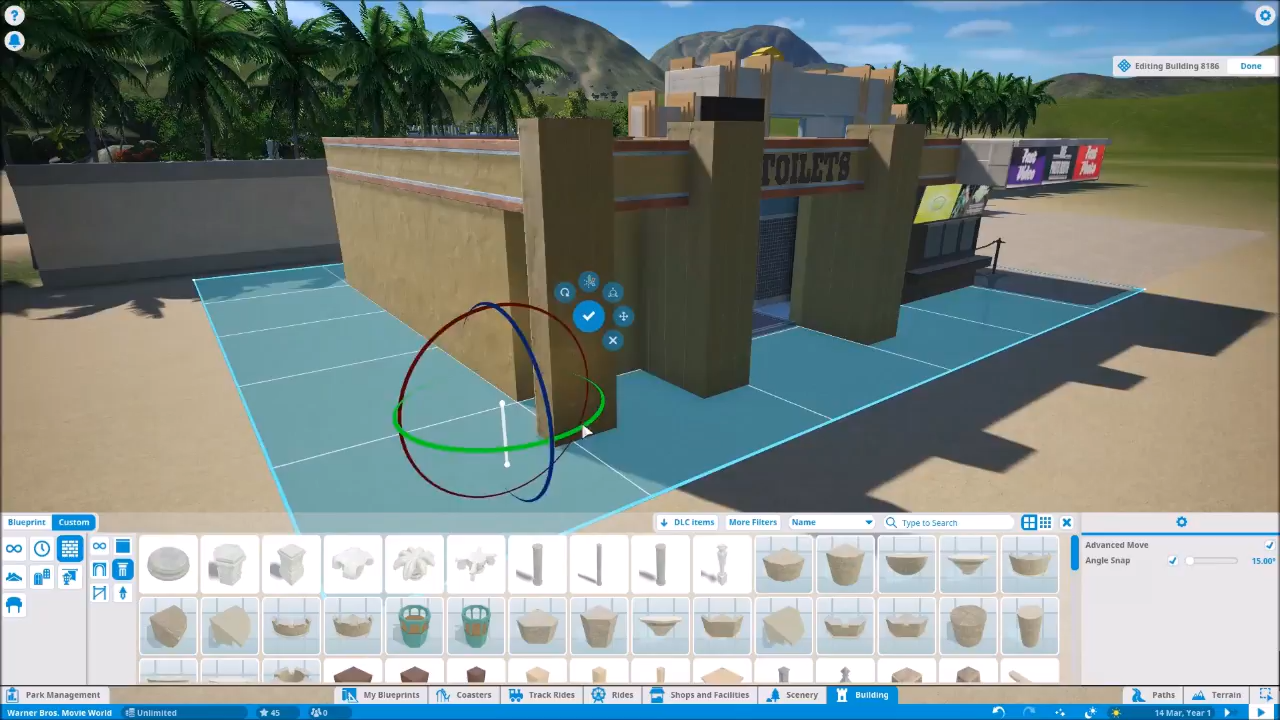 ?
Editing Building 8186 Done
TOILETS
Blueprint Custom
DLC items More Filters Name Type to Search
Advanced Move
Angle Snap 15.00°
Park Management My Blueprints Coasters Track Rides Rides Shops and Facilities Scenery Building Paths Terrain
Warner Bros. Movie World Unlimited 45 0 14 Mar, Year 1